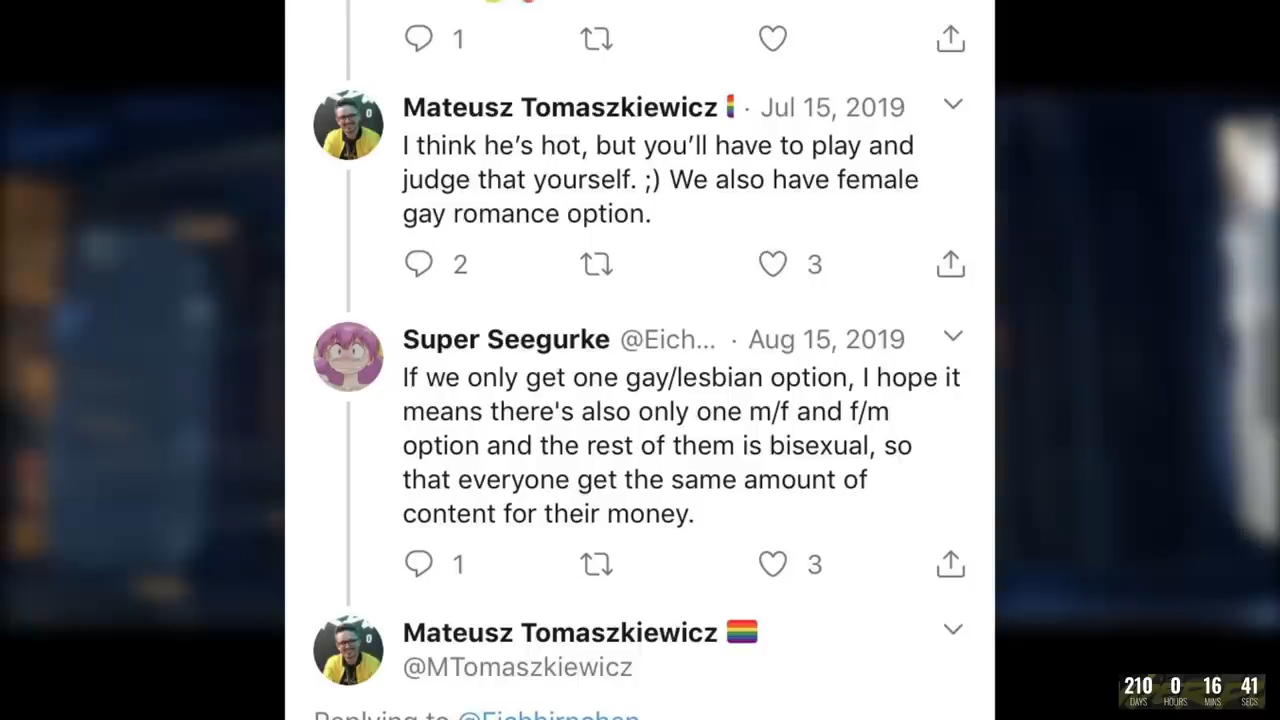 1
Mateusz Tomaszkiewicz · Jul 15, 2019
I think he’s hot, but you’ll have to play and
judge that yourself. ;) We also have female
gay romance option.
2 3
Super Seegurke @Eich... · Aug 15, 2019
If we only get one gay/lesbian option, I hope it
means there's also only one m/f and f/m
option and the rest of them is bisexual, so
that everyone get the same amount of
content for their money.
1 3
Mateusz Tomaszkiewicz
@MTomaszkiewicz
Replying to @Eichhirnchen
210 0 16 41
DAYS HOURS MINS SECS